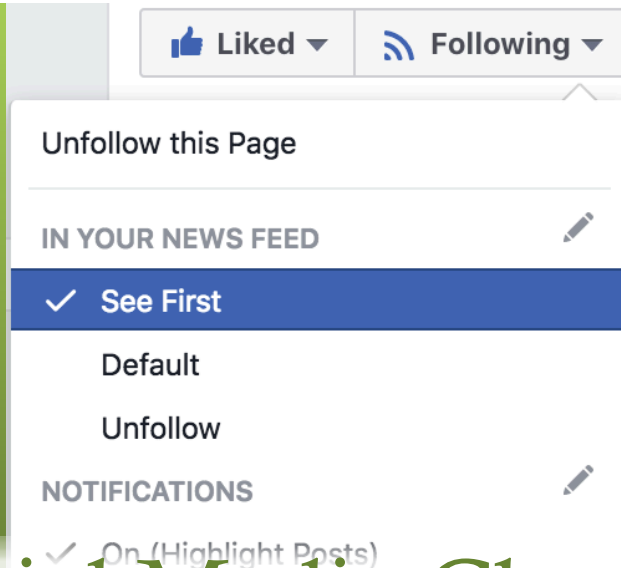 Liked Following
Unfollow this Page
IN YOUR NEWS FEED
See First
Default
Unfollow
NOTIFICATIONS
On (Highlight Posts)